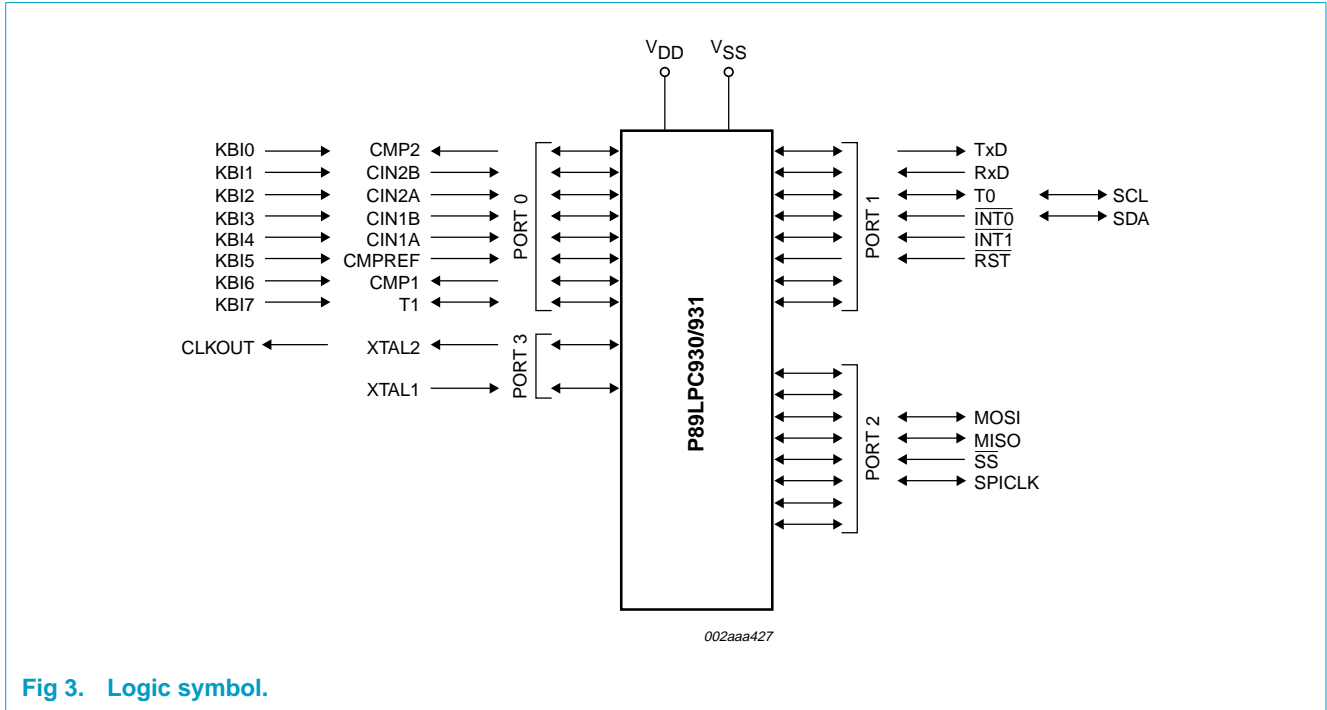 VDD VSS
KBI0 CMP2 TxD
KBI1 CIN2B RxD
KBI2 CIN2A T0 SCL
KBI3 CIN1B INT0 SDA
KBI4 CIN1A INT1
KBI5 CMPREF RST
KBI6 CMP1
KBI7 T1
PORT 0
PORT 1
CLKOUT XTAL2
XTAL1
PORT 3
P89LPC930/931
PORT 2
MOSI
MISO
SS
SPICLK
002aaa427
Fig 3. Logic symbol.